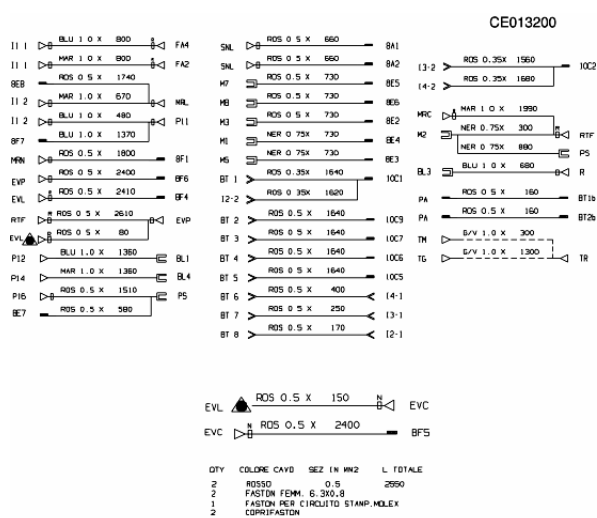 CE013200
I1 1 BLU 1 0 X 800 FA4
I1 1 MAR 1 0 X 800 FA2
8EB ROS 0 5 X 1740
I1 2 MAR 1.0 X 670 MRL
I1 2 BLU 1 0 X 480 P11
8F7 BLU 1.0 X 1370
MRN ROS 0.5 X 1800 8F1
EVP ROS 0 5 X 2400 8F6
EVL ROS 0 5 X 2410 8F4
RTF ROS 0 5 X 2610 EVP
EVL ROS 0 5 X 80
P12 BLU 1.0 X 1360 BL1
P14 MAR 1.0 X 1360 BL4
P16 ROS 0.5 X 1510 P5
8E7 ROS 0.5 X 580
SNL ROS 0 5 X 660 8A1
SNL ROS 0 5 X 660 8A2
M7 ROS 0.5 X 730 8E5
M8 ROS 0.5 X 730 8E6
M3 ROS 0.5 X 730 8E2
M1 NER 0 75X 730 8E4
M5 NER 0 75X 730 8E3
BT 1 ROS 0.35X 1640 10C1
I2-2 ROS 0 35X 1620
BT 2 ROS 0.5 X 1640 10C9
BT 3 ROS 0.5 X 1640 10C7
BT 4 ROS 0.5 X 1640 10C6
BT 5 ROS 0.5 X 1640 10C5
BT 6 ROS 0.5 X 400 I4-1
BT 7 ROS 0.5 X 250 I3-1
BT 8 ROS 0.5 X 170 I2-1
I3-2 ROS 0.35X 1560 10C2
I4-2 ROS 0.35X 1680
MRC MAR 1 0 X 1990
M2 NER 0.75X 300 RTF
NER 0 75X 880 P5
BL3 BLU 1 0 X 680 R
PA ROS 0 5 X 160 BT1b
PA ROS 0.5 X 160 BT2b
TM G/V 1.0 X 300
TG G/V 1.0 X 1300 TR
EVL ROS 0.5 X 150 N EVC
EVC N ROS 0.5 X 2400 8F5
QTY COLORE CAVO SEZ IN MM2 L TOTALE
2 ROSSO 0.5 2550
2 FASTON FEMM. 6.3X0.8
1 FASTON PER CIRCUITO STAMP.MOLEX
2 COPRIFASTON